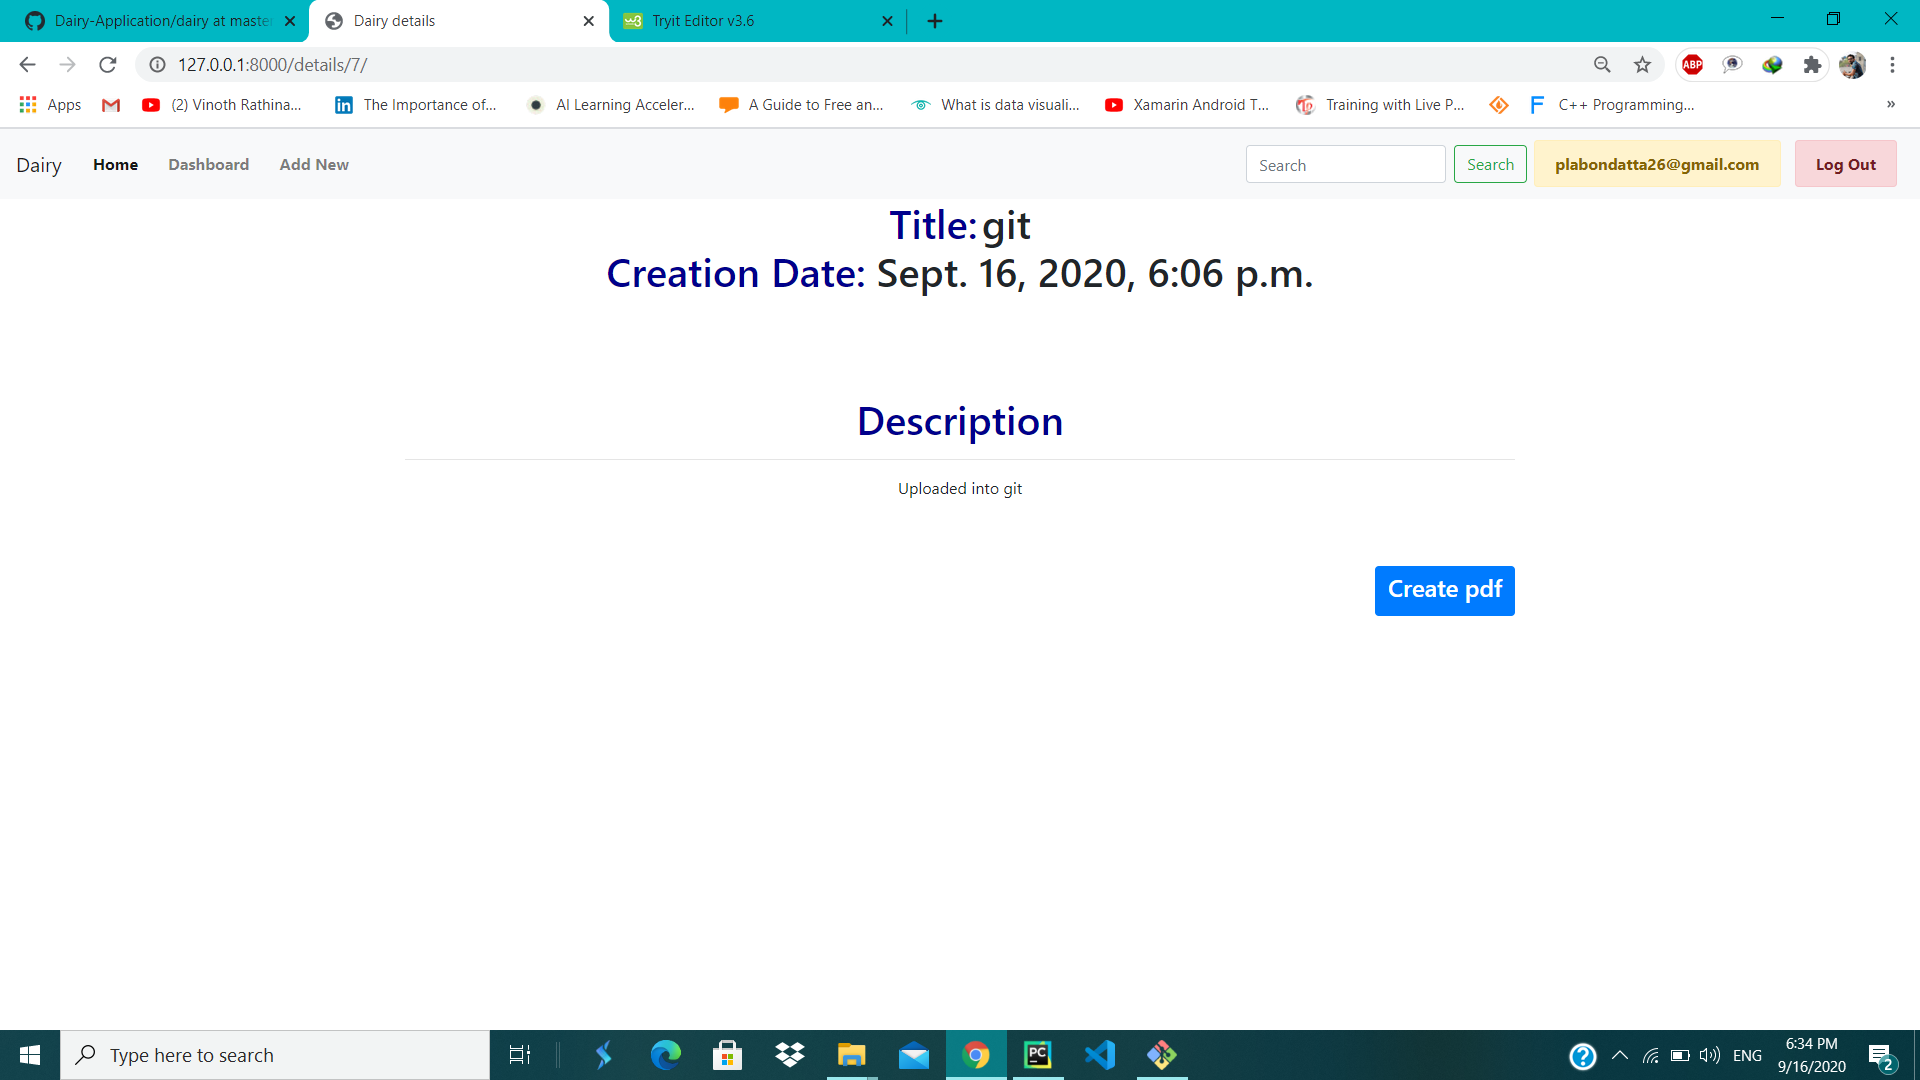 Dairy-Application/dairy at maste
Dairy details
Tryit Editor v3.6
127.0.0.1:8000/details/7/
ABP
Apps
(2) Vinoth Rathina...
The Importance of...
AI Learning Acceler...
A Guide to Free an...
What is data visuali...
Xamarin Android T...
Training with Live P...
C++ Programming...
»
Dairy
Home
Dashboard
Add New
Search
Search
plabondatta26@gmail.com
Log Out
Title: git
Creation Date: Sept. 16, 2020, 6:06 p.m.
Description
Uploaded into git
Create pdf
Type here to search
PC
ENG
6:34 PM
9/16/2020
2